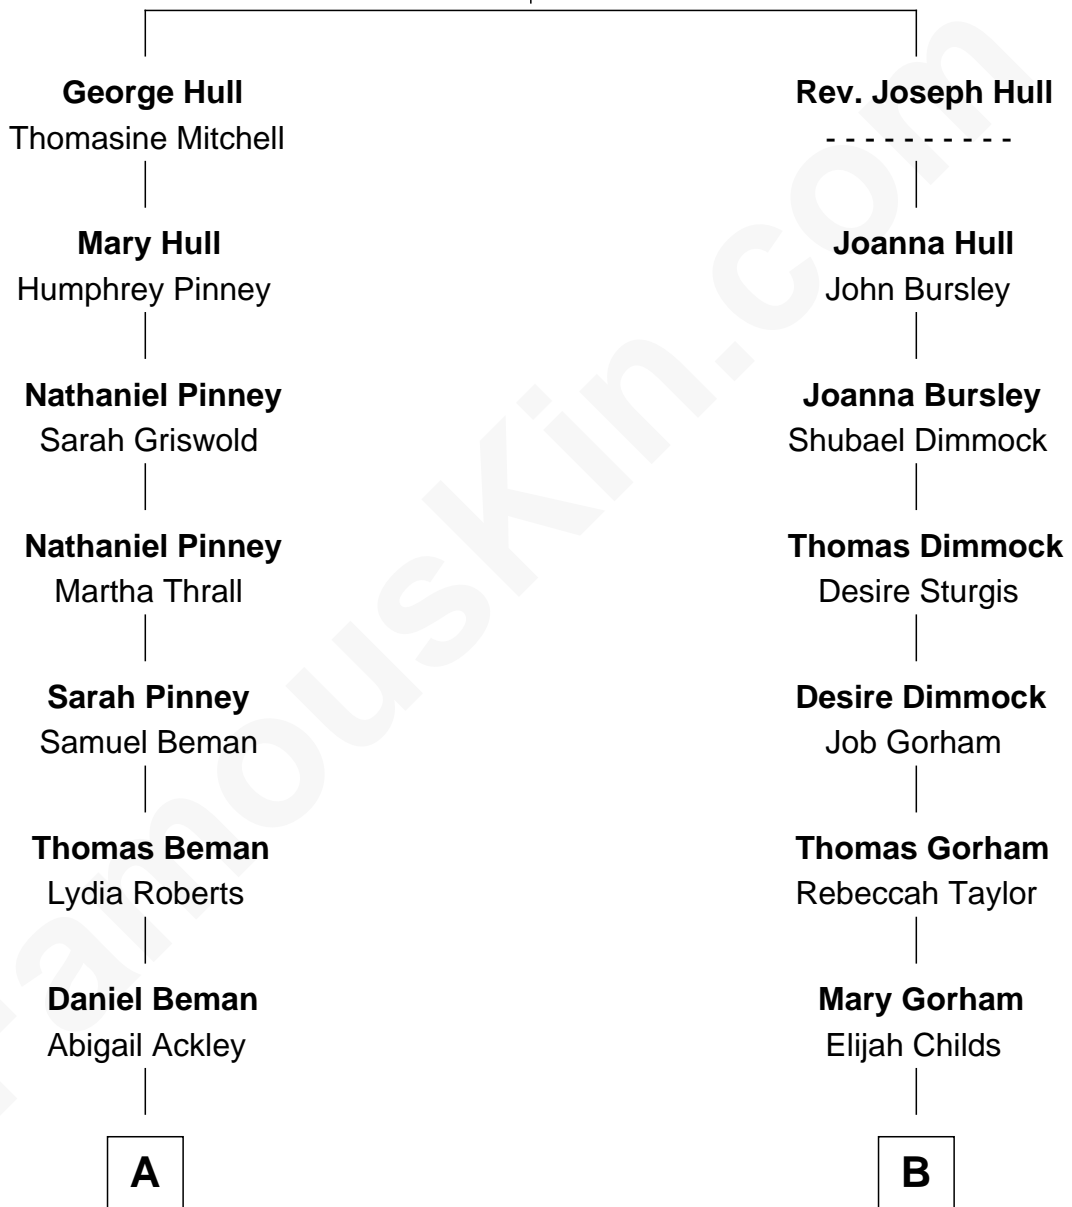 George Hull
Thomasine Mitchell
Mary Hull
Humphrey Pinney
Nathaniel Pinney
Sarah Griswold
Nathaniel Pinney
Martha Thrall
Sarah Pinney
Samuel Beman
Thomas Beman
Lydia Roberts
Daniel Beman
Abigail Ackley
A
Rev. Joseph Hull
- - - - - - - - - -
Joanna Hull
John Bursley
Joanna Bursley
Shubael Dimmock
Thomas Dimmock
Desire Sturgis
Desire Dimmock
Job Gorham
Thomas Gorham
Rebeccah Taylor
Mary Gorham
Elijah Childs
B
FamousKin.com